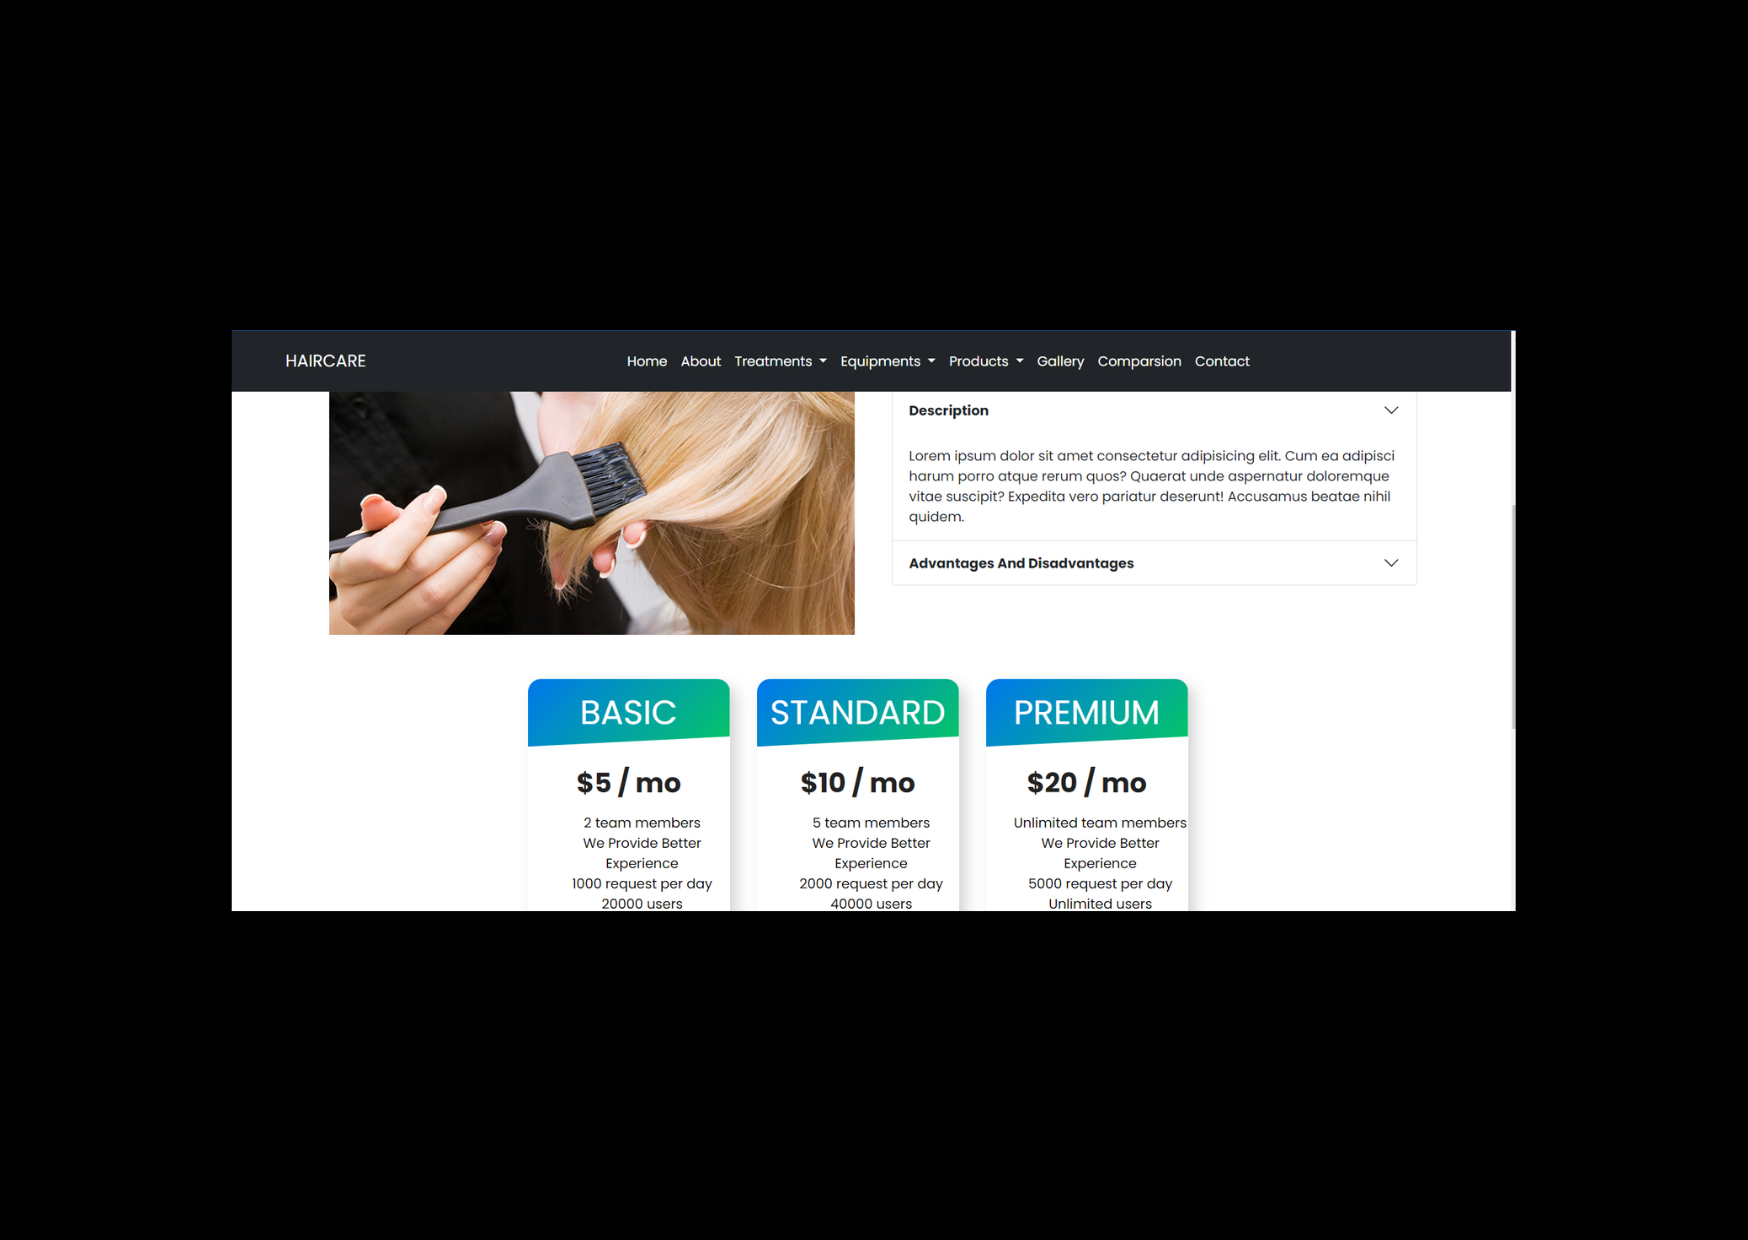 HAIRCARE
Home About Treatments Equipments Products Gallery Comparsion Contact
Description
Lorem ipsum dolor sit amet consectetur adipisicing elit. Cum ea adipisci
harum porro atque rerum quos? Quaerat unde aspernatur doloremque
vitae suscipit? Expedita vero pariatur deserunt! Accusamus beatae nihil
quidem.
Advantages And Disadvantages
BASIC
$5 / mo
2 team members
We Provide Better
Experience
1000 request per day
20000 users
STANDARD
$10 / mo
5 team members
We Provide Better
Experience
2000 request per day
40000 users
PREMIUM
$20 / mo
Unlimited team members
We Provide Better
Experience
5000 request per day
Unlimited users